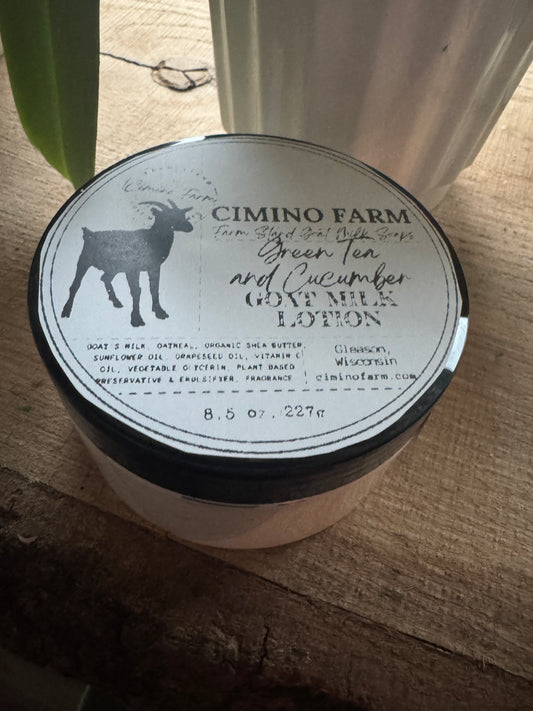 Cimino Farm
CIMINO FARM
Farm Stand Goat Milk Soaps
Green Tea
and Cucumber
GOAT MILK
LOTION
GOAT'S MILK, OATMEAL, ORGANIC SHEA BUTTER,
SUNFLOWER OIL, GRAPESEED OIL, VITAMIN E
OIL, VEGETABLE GLYCERIN, PLANT BASED
PRESERVATIVE & EMULSIFIER, FRAGRANCE
Gleason,
Wisconsin
ciminofarm.com
8.5 oz./227g